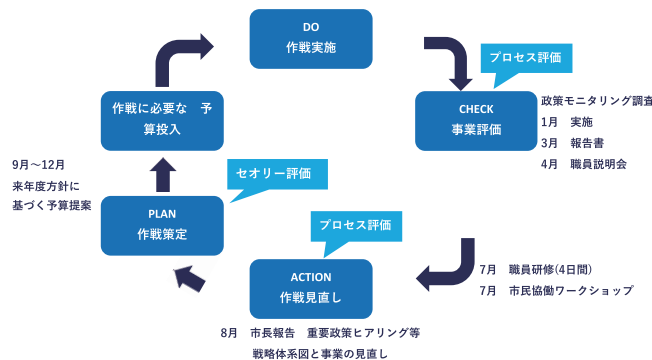 DO
作戦実施
プロセス評価
作戦に必要な　予
算投入
CHECK
事業評価
政策モニタリング調査
1月　実施
3月　報告書
4月　職員説明会
9月～12月
来年度方針に
基づく予算提案
セオリー評価
PLAN
作戦策定
プロセス評価
ACTION
作戦見直し
7月　職員研修(4日間)
7月　市民協働ワークショップ
8月　市長報告　重要政策ヒアリング等
戦略体系図と事業の見直し